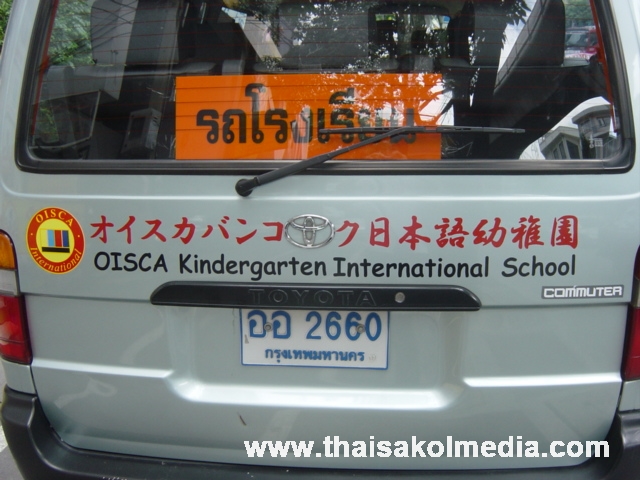 รถโรงเรียน
OISCA
International
オイスカバンコク日本語幼稚園
OISCA Kindergarten International School
TOYOTA
COMMUTER
ออ 2660
กรุงเทพมหานคร
www.thaisakolmedia.com